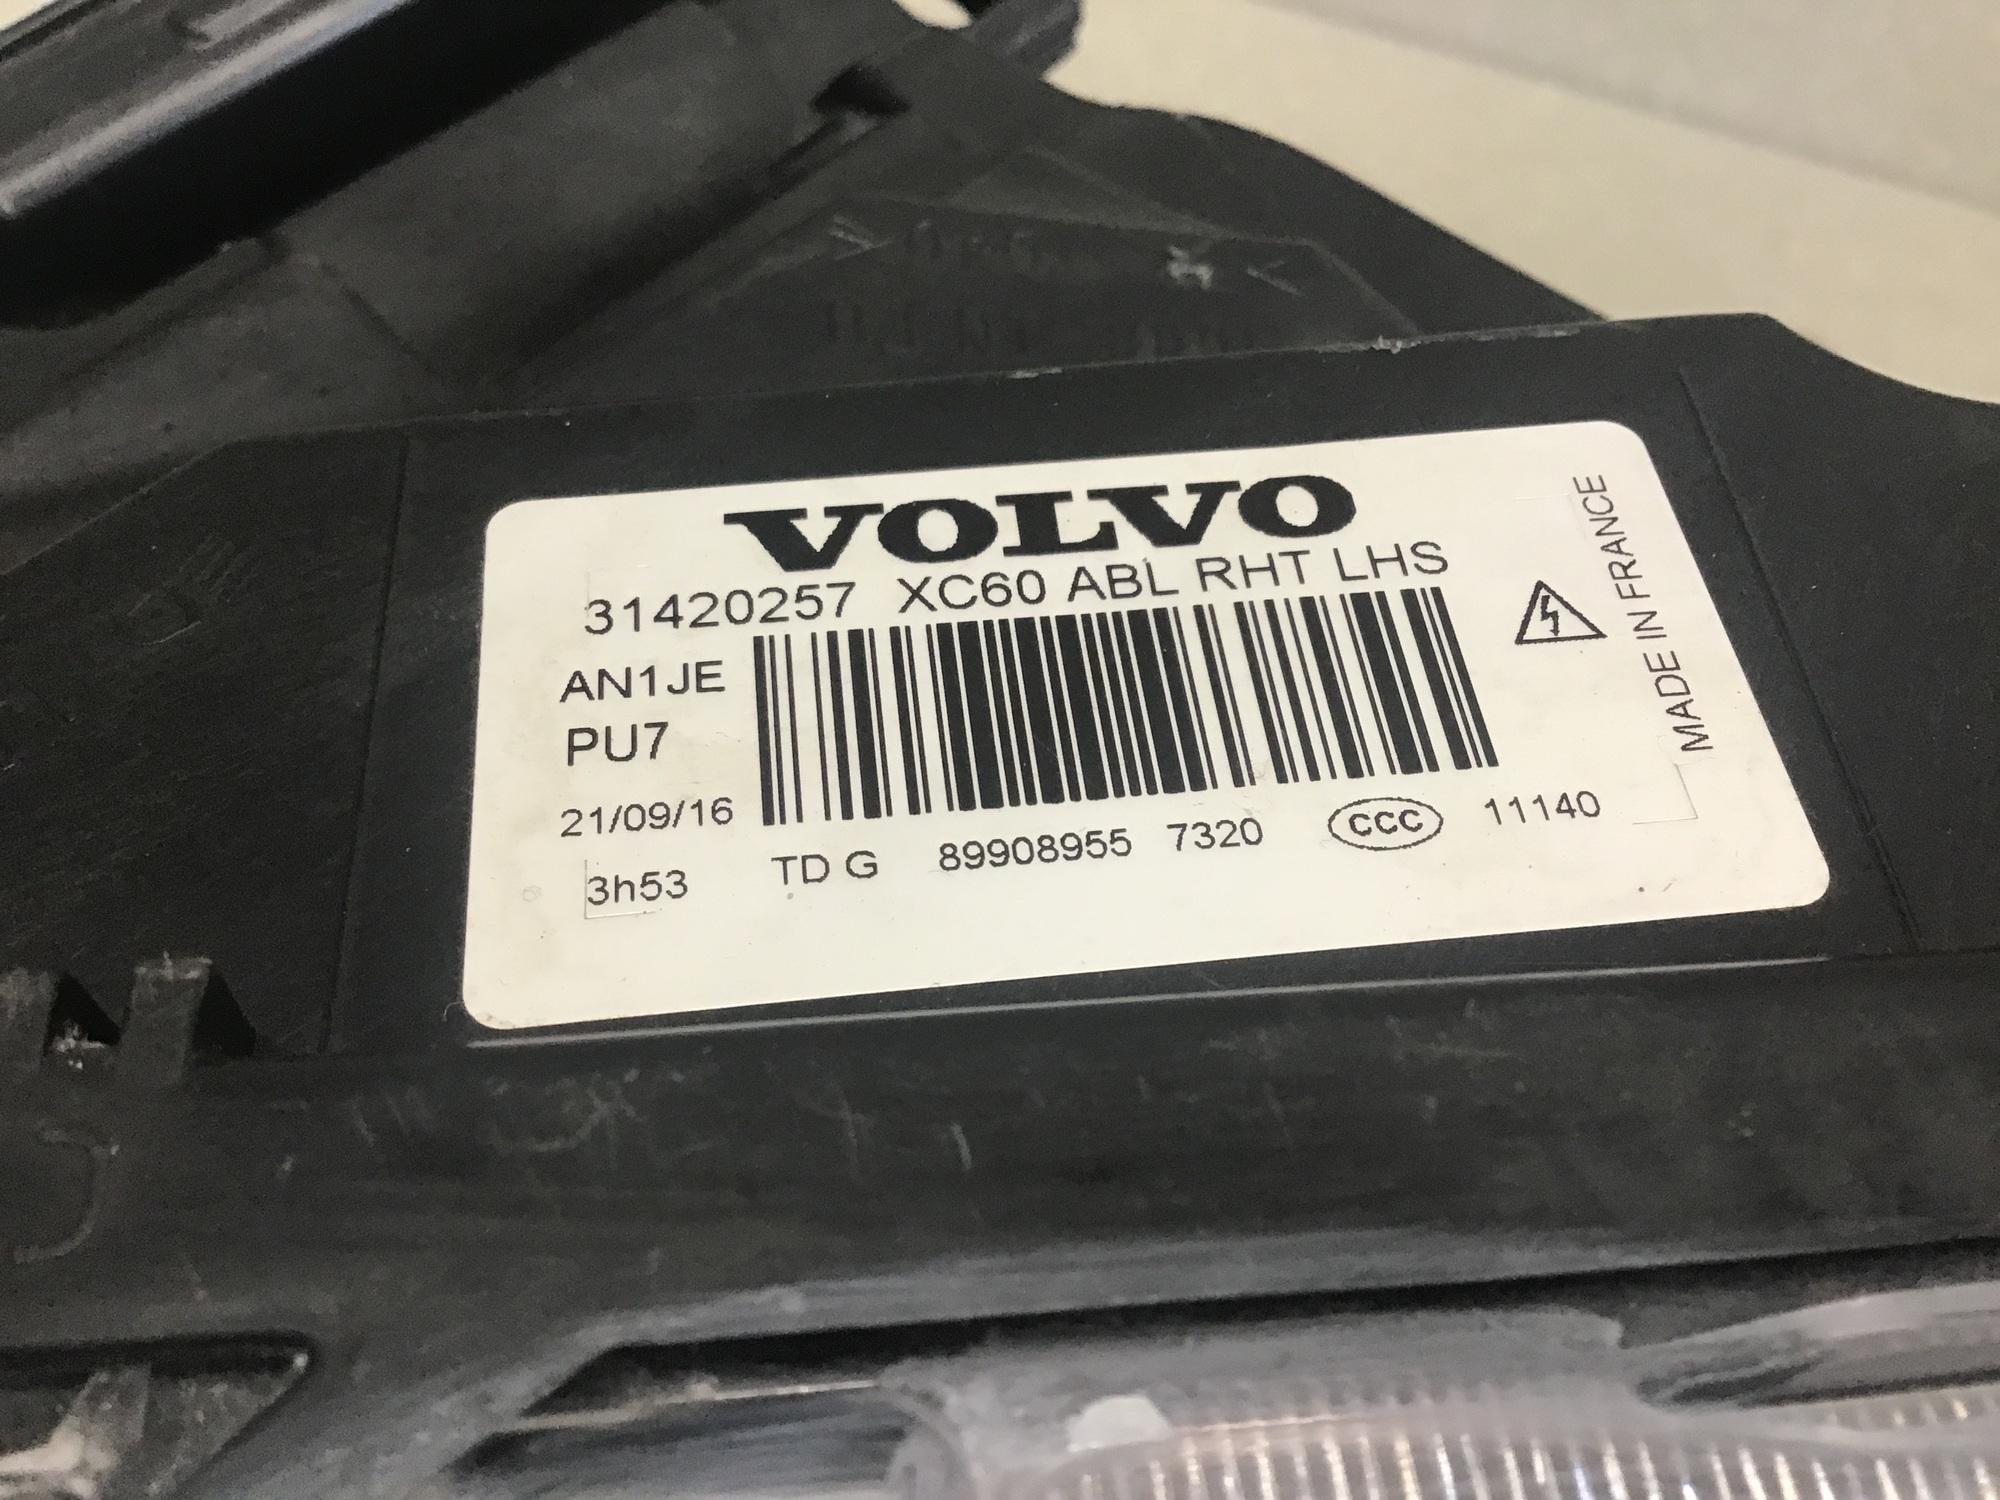 VOLVO
31420257 XC60 ABL RHT LHS
AN1JE
PU7
21/09/16
3h53 TD G 89908955 7320 CCC 11140
MADE IN FRANCE